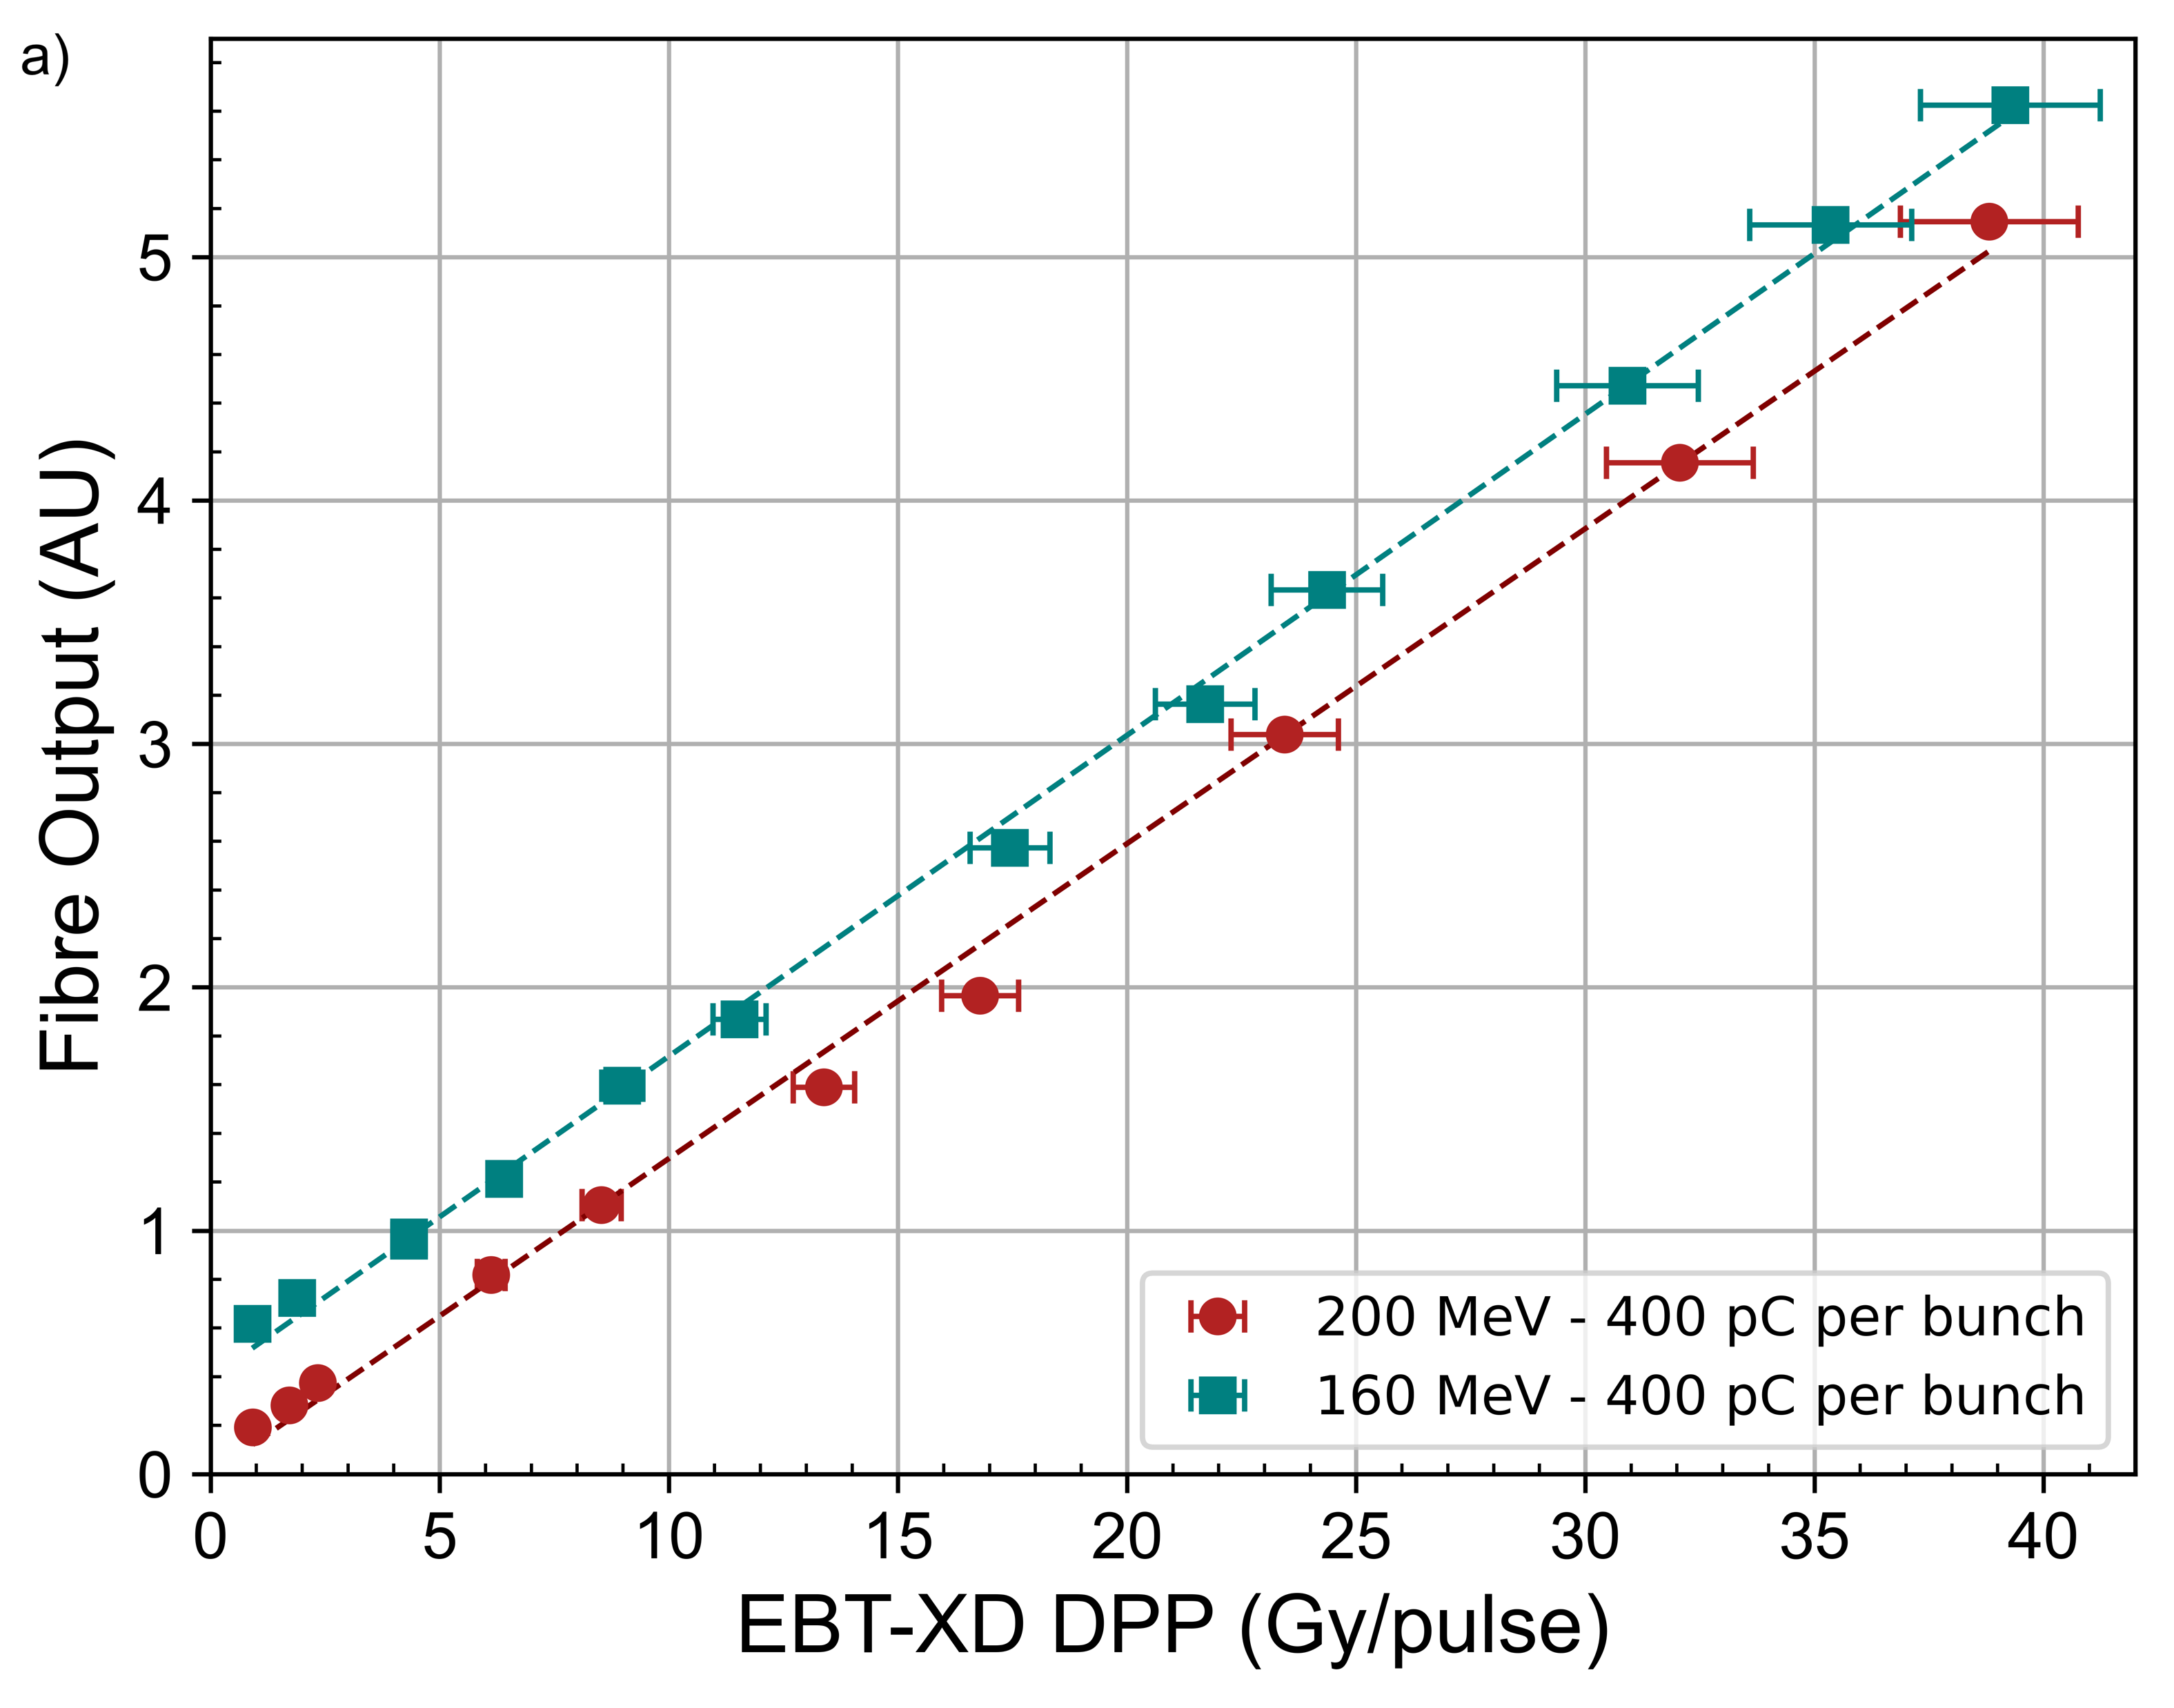 a)
Fibre Output (AU)
5
4
3
2
1
0
200 MeV - 400 pC per bunch
160 MeV - 400 pC per bunch
0 5 10 15 20 25 30 35 40
EBT-XD DPP (Gy/pulse)